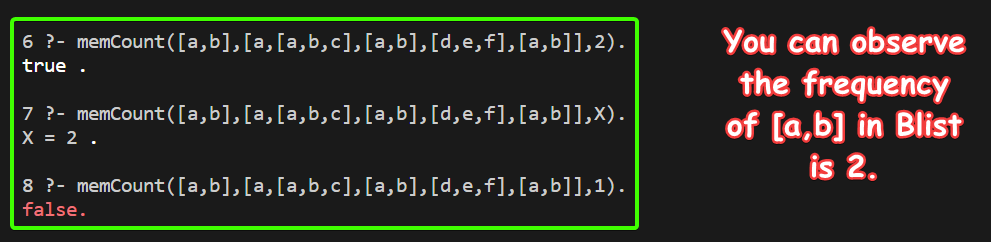 6 ?- memCount([a,b],[a,[a,b,c],[a,b],[d,e,f],[a,b]],2).
true .
7 ?- memCount([a,b],[a,[a,b,c],[a,b],[d,e,f],[a,b]],X).
X = 2 .
8 ?- memCount([a,b],[a,[a,b,c],[a,b],[d,e,f],[a,b]],1).
false.
You can observe
the frequency
of [a,b] in Blist
is 2.